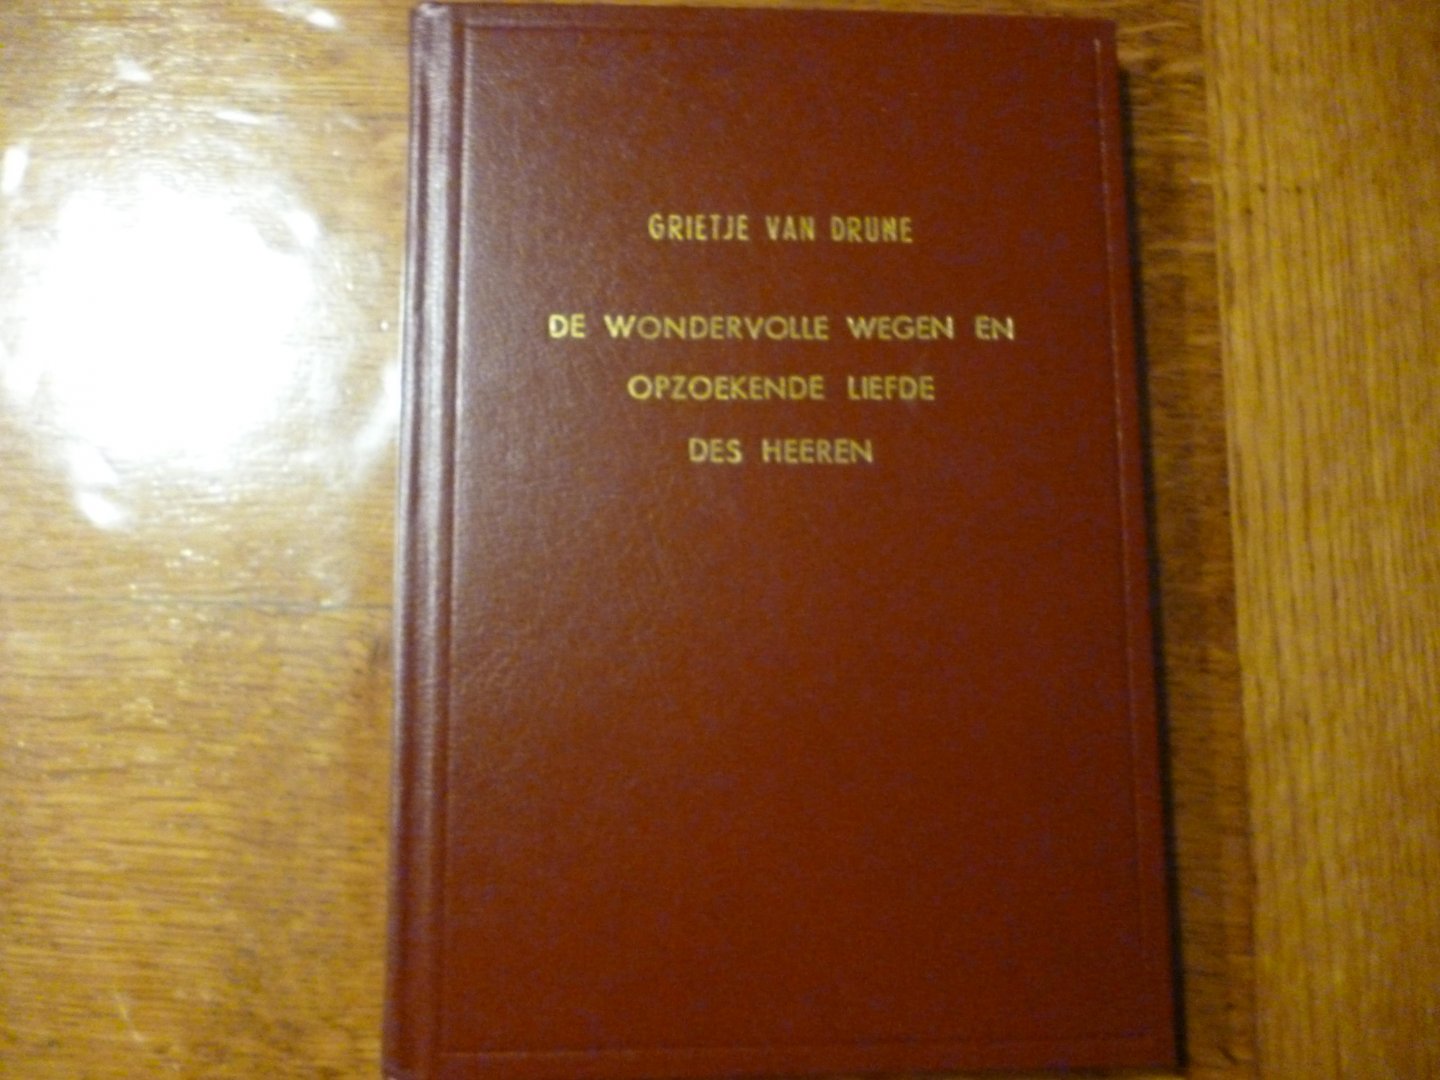 GRIETJE VAN DRUNE
DE WONDERVOLLE WEGEN EN
OPZOEKENDE LIEFDE
DES HEEREN